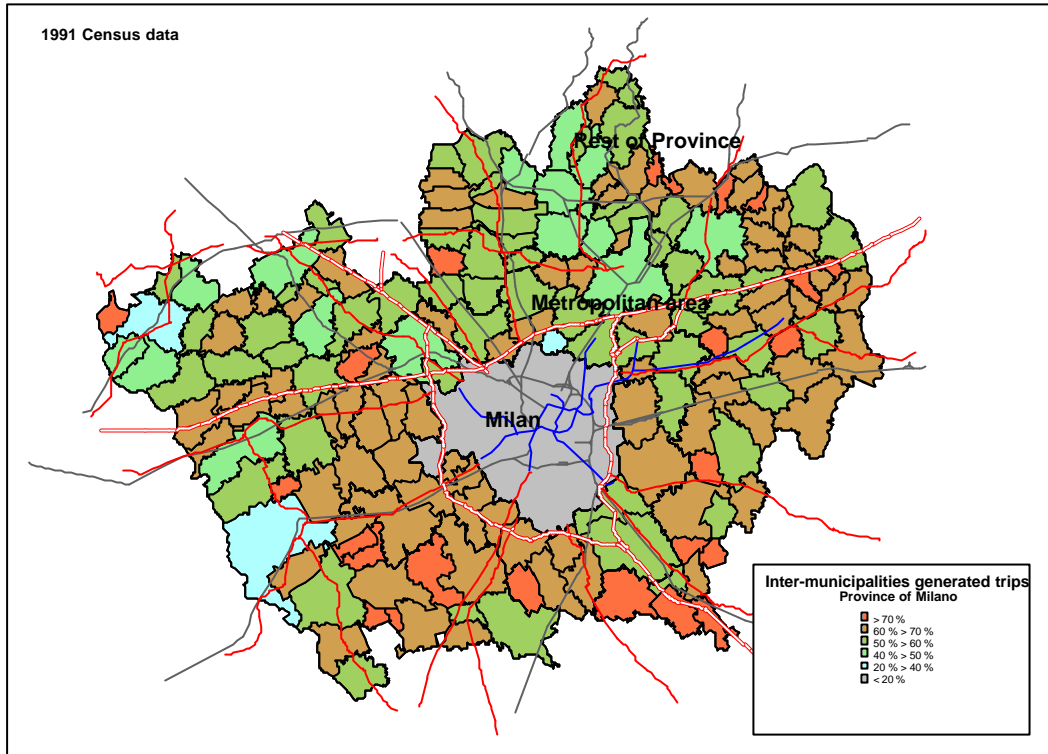 1991 Census data
Rest of Province
Metropolitan area
Milan
Inter-municipalities generated trips
Province of Milano
> 70 %
60 % > 70 %
50 % > 60 %
40 % > 50 %
20 % > 40 %
< 20 %